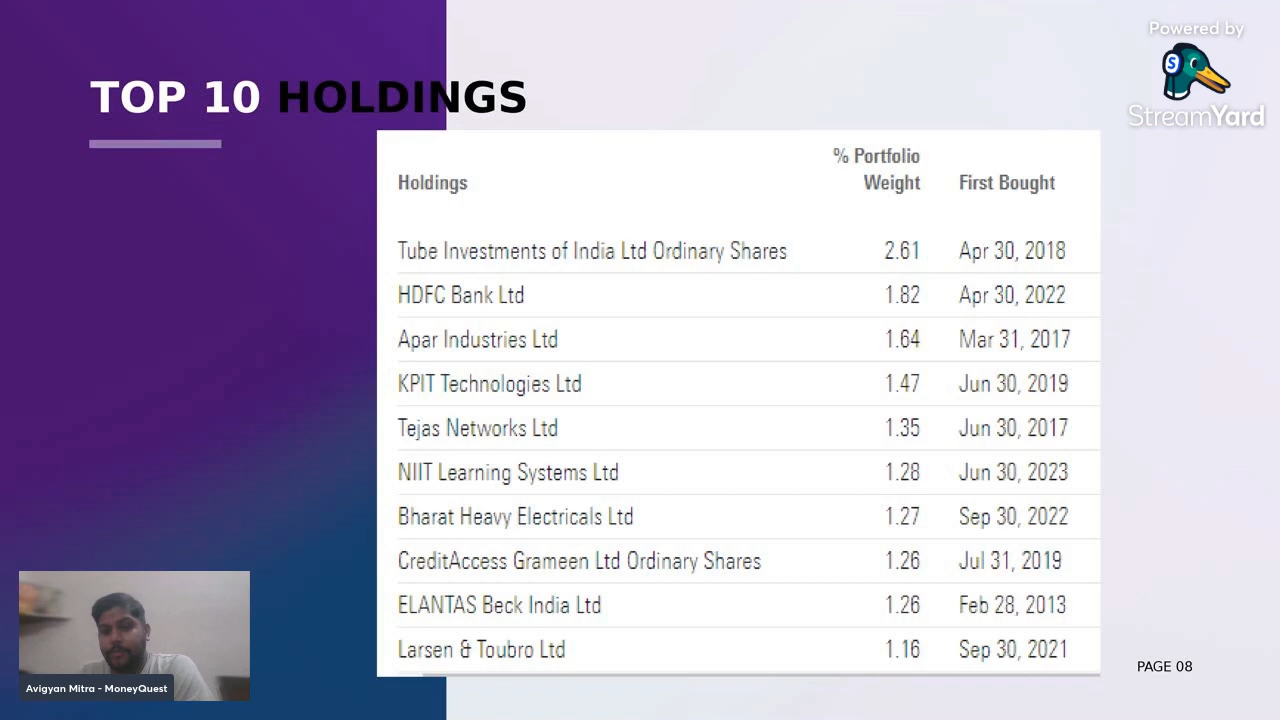 Powered by
StreamYard
TOP 10 HOLDINGS
Holdings % Portfolio Weight First Bought
Tube Investments of India Ltd Ordinary Shares 2.61 Apr 30, 2018
HDFC Bank Ltd 1.82 Apr 30, 2022
Apar Industries Ltd 1.64 Mar 31, 2017
KPIT Technologies Ltd 1.47 Jun 30, 2019
Tejas Networks Ltd 1.35 Jun 30, 2017
NIIT Learning Systems Ltd 1.28 Jun 30, 2023
Bharat Heavy Electricals Ltd 1.27 Sep 30, 2022
CreditAccess Grameen Ltd Ordinary Shares 1.26 Jul 31, 2019
ELANTAS Beck India Ltd 1.26 Feb 28, 2013
Larsen & Toubro Ltd 1.16 Sep 30, 2021
PAGE 08
Avigyan Mitra - MoneyQuest